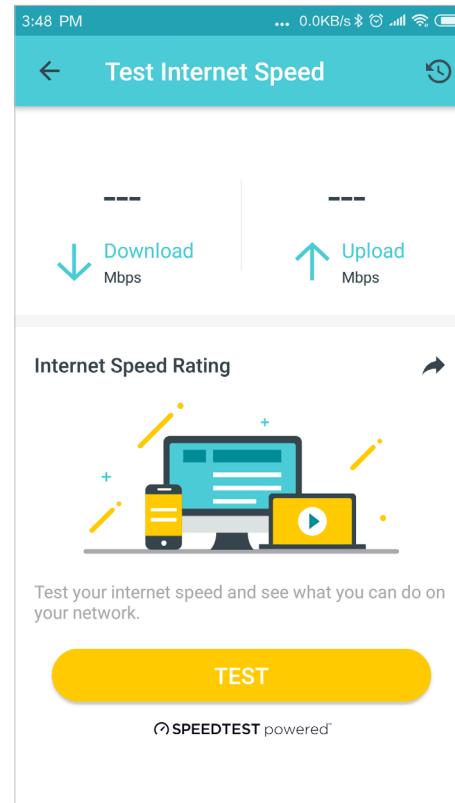 3:48 PM ... 0.0KB/s
Test Internet Speed
--- ---
Download Upload
Mbps Mbps
Internet Speed Rating
Test your internet speed and see what you can do on
your network.
TEST
SPEEDTEST powered™